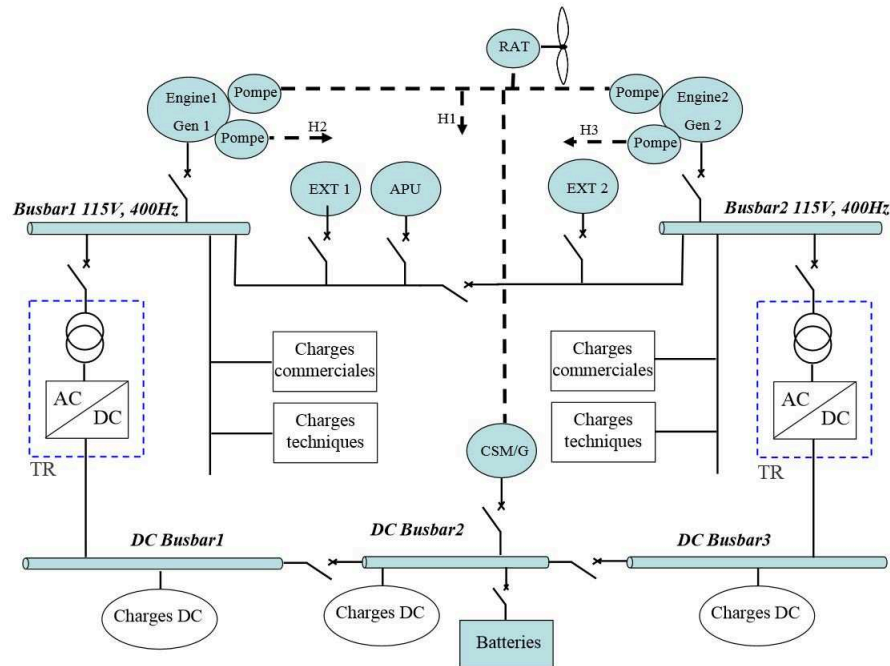 RAT
Engine1
Gen 1
Pompe
Pompe
H2
H1
H3
Pompe
Pompe
Engine2
Gen 2
EXT 1
APU
EXT 2
Busbar1 115V, 400Hz
Busbar2 115V, 400Hz
Charges
commerciales
Charges
techniques
Charges
commerciales
Charges
techniques
AC
DC
TR
AC
DC
TR
CSM/G
DC Busbar1
DC Busbar2
DC Busbar3
Charges DC
Charges DC
Charges DC
Batteries